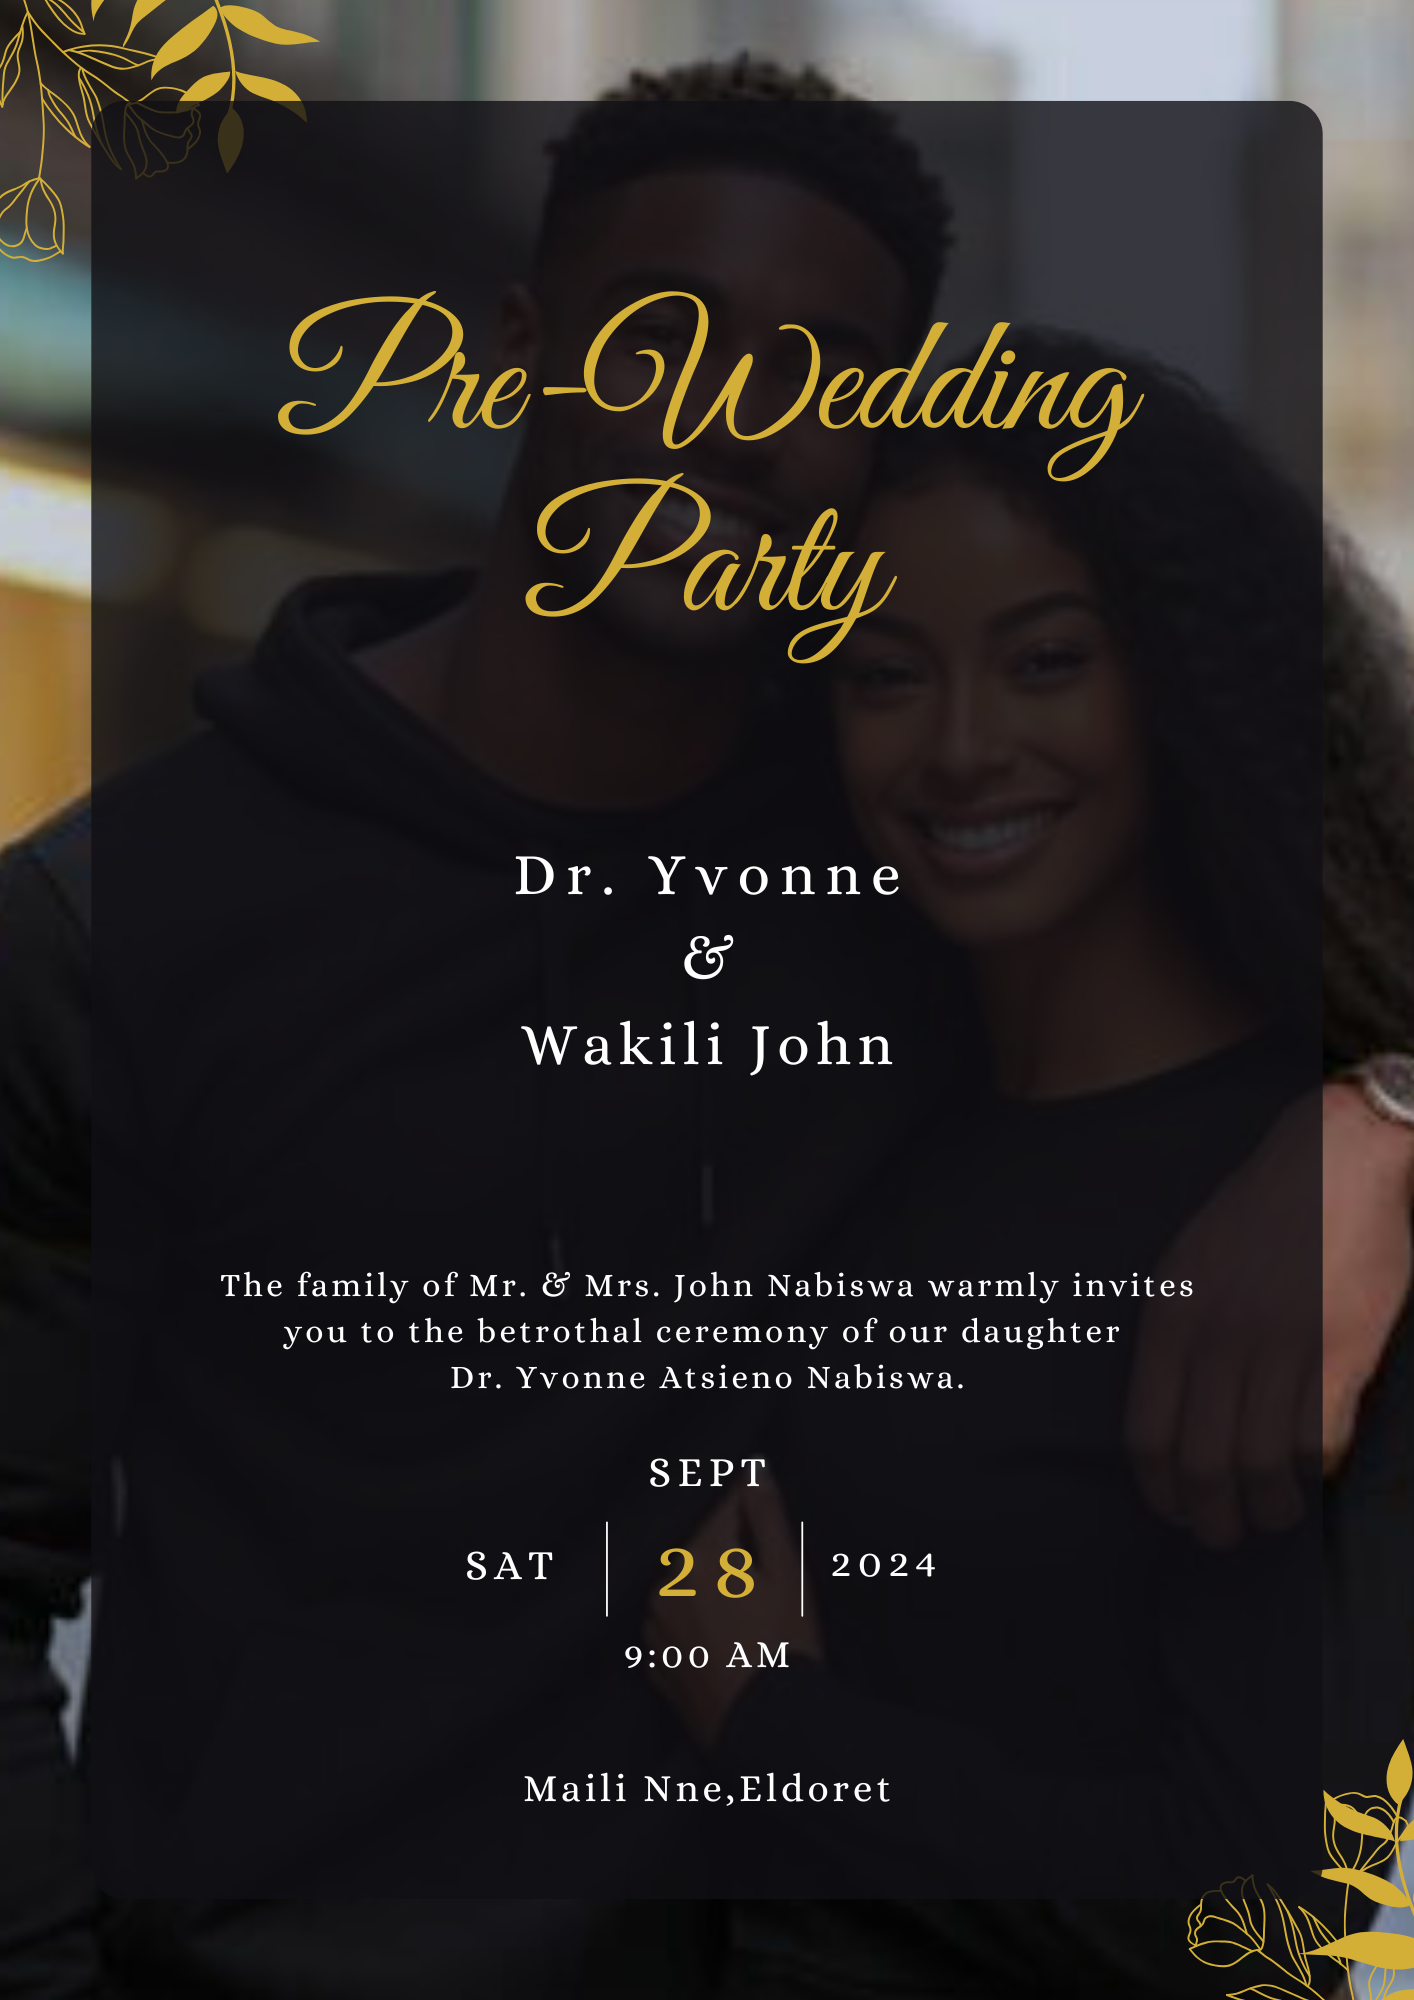 Pre-Wedding
Party
Dr. Yvonne
&
Wakili John
The family of Mr. & Mrs. John Nabiswa warmly invites
you to the betrothal ceremony of our daughter
Dr. Yvonne Atsieno Nabiswa.
SEPT
SAT 28 2024
9:00 AM
Maili Nne,Eldoret